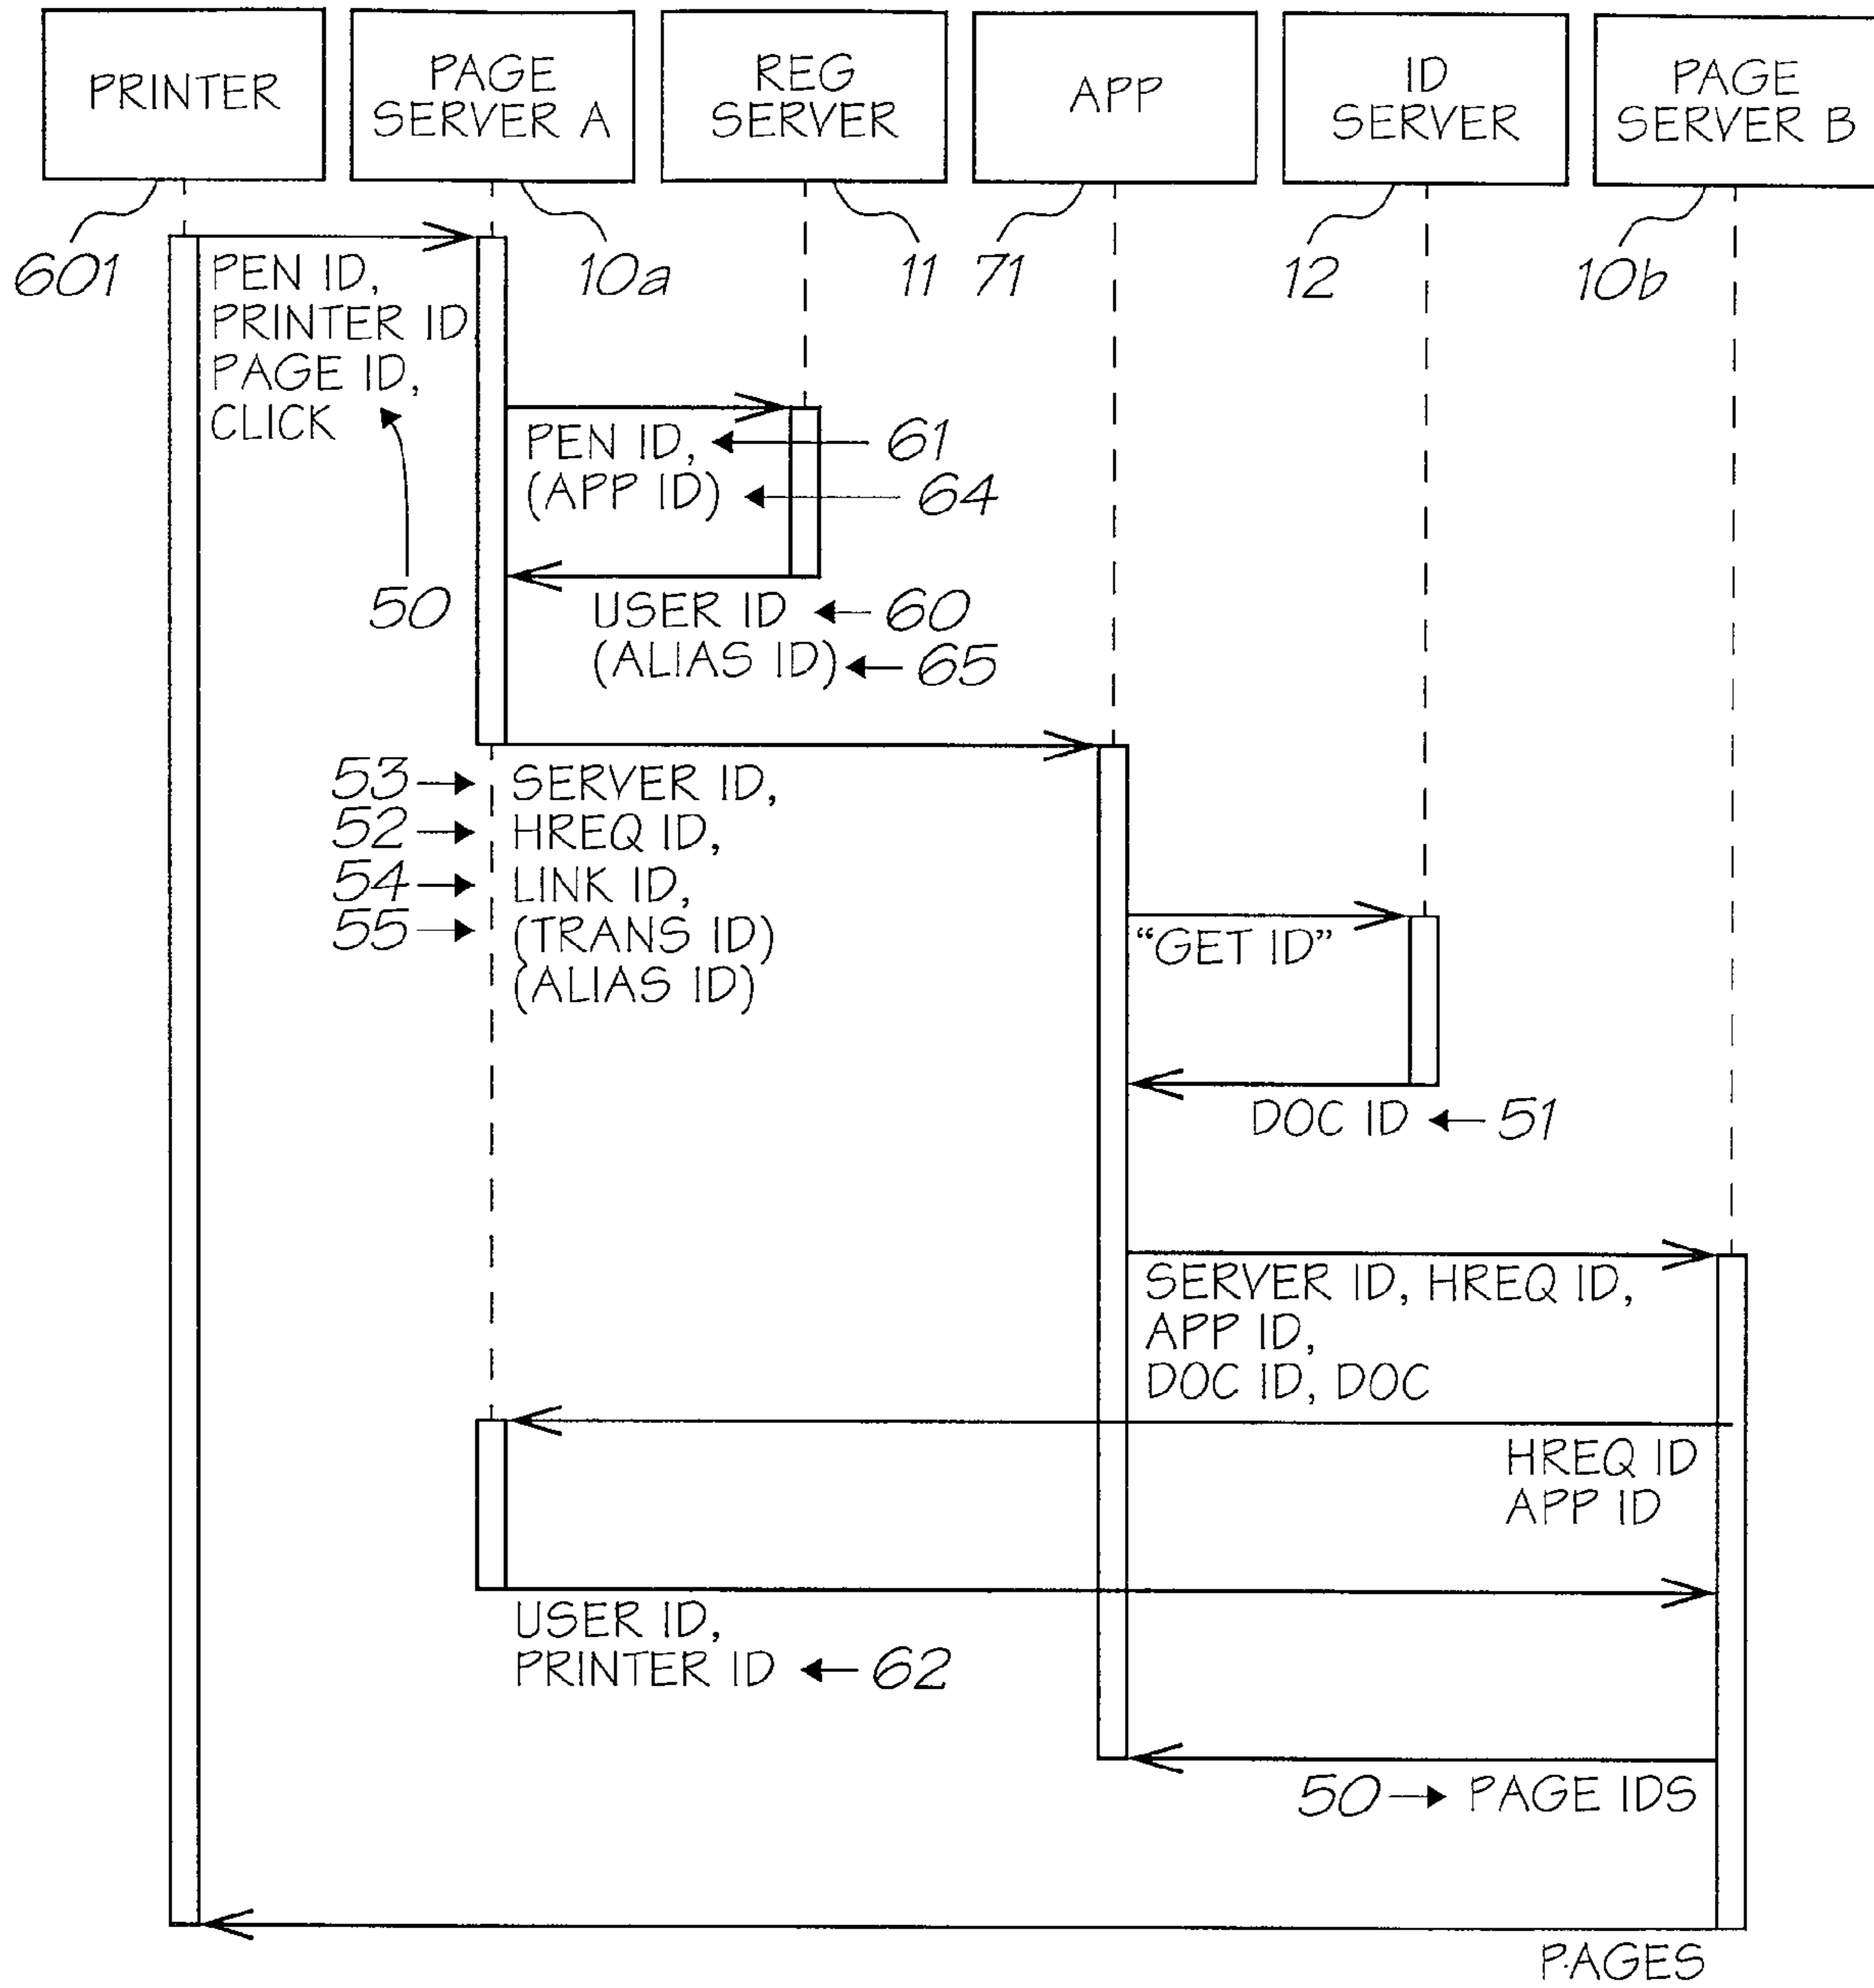 PRINTER
PAGE
SERVER A
REG
SERVER
APP
ID
SERVER
PAGE
SERVER B
601
10a
11
71
12
10b
PEN ID,
PRINTER ID
PAGE ID,
CLICK
50
PEN ID, 61
(APP ID) 64
USER ID 60
(ALIAS ID) 65
53 SERVER ID,
52 HREQ ID,
54 LINK ID,
55 (TRANS ID)
(ALIAS ID)
“GET ID”
DOC ID 51
SERVER ID, HREQ ID,
APP ID,
DOC ID, DOC
HREQ ID
APP ID
USER ID,
PRINTER ID 62
50 PAGE IDS
PAGES